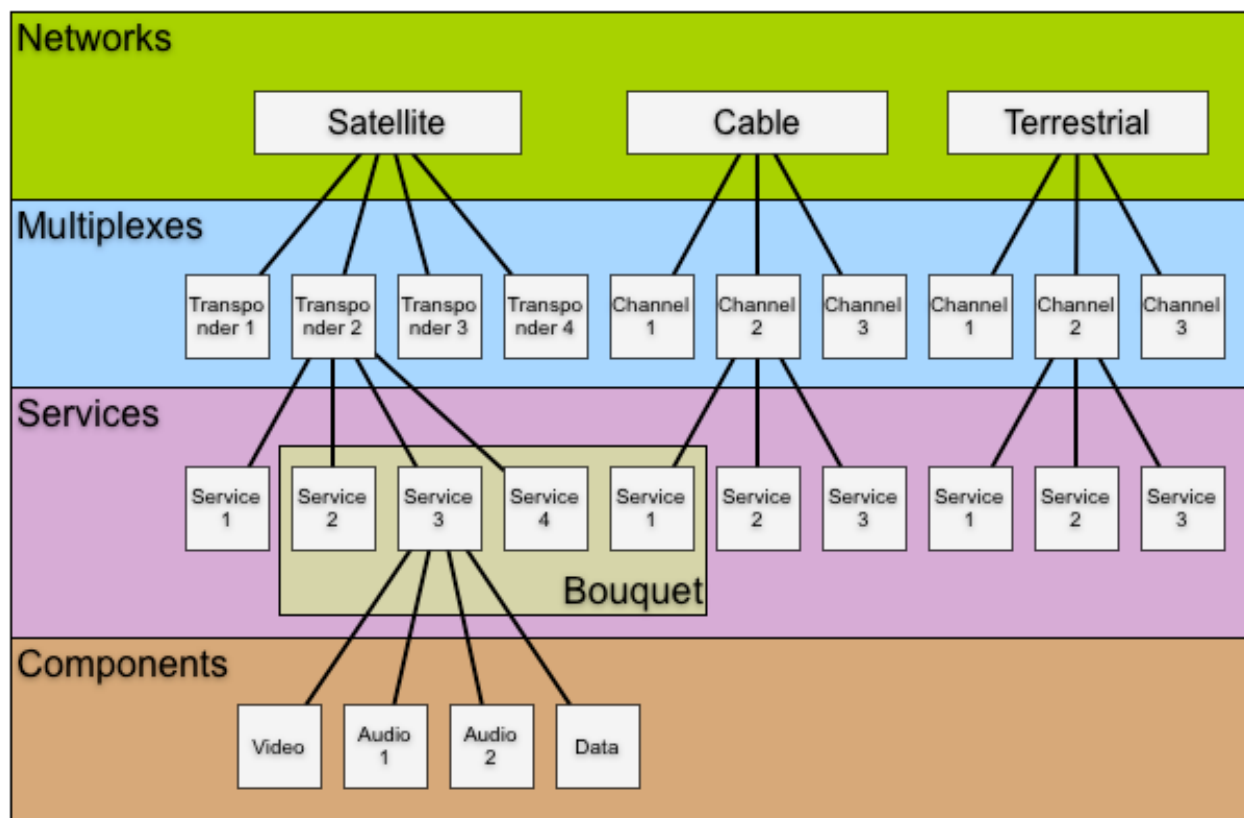 Networks
Satellite
Cable
Terrestrial
Multiplexes
Transpo
nder 1
Transpo
nder 2
Transpo
nder 3
Transpo
nder 4
Channel
1
Channel
2
Channel
3
Channel
1
Channel
2
Channel
3
Services
Service
1
Service
2
Service
3
Service
4
Service
1
Service
2
Service
3
Service
1
Service
2
Service
3
Bouquet
Components
Video
Audio
1
Audio
2
Data